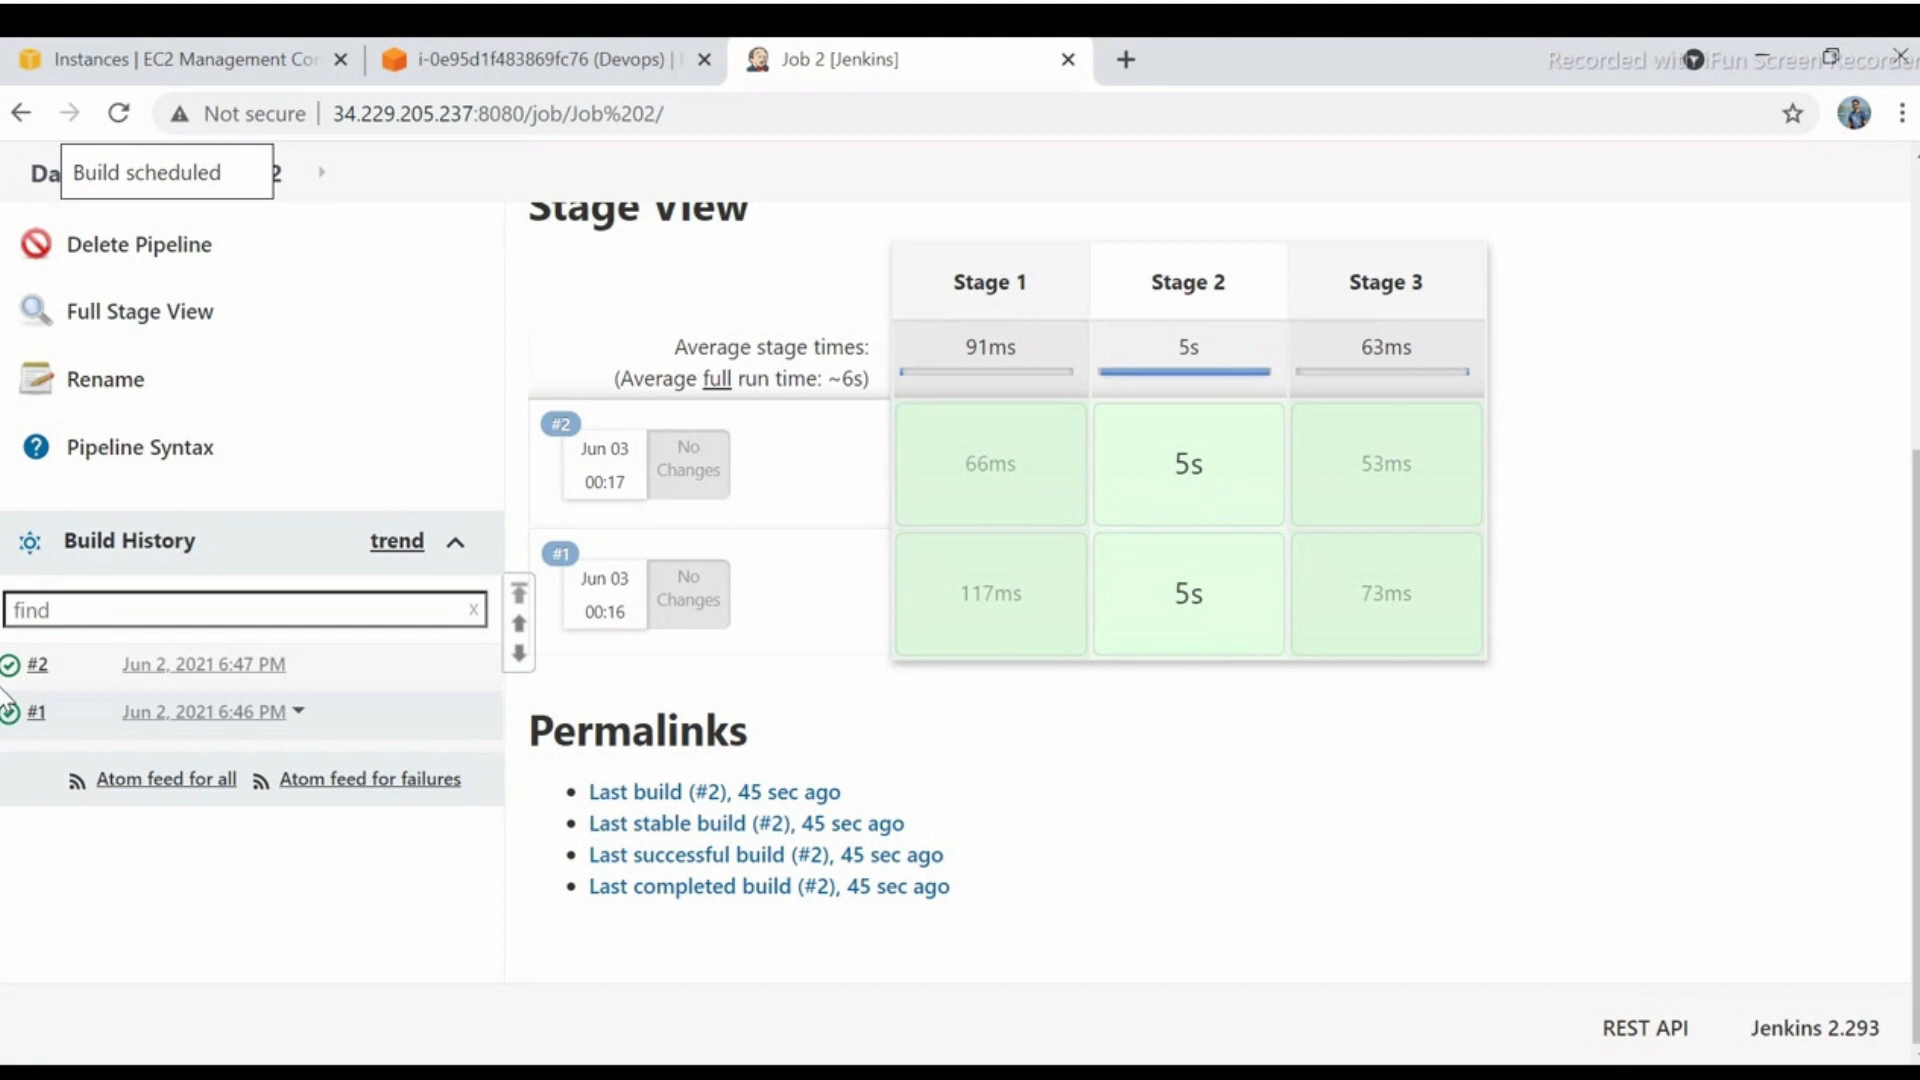 Instances | EC2 Management Cor
i-0e95d1f483869fc76 (Devops) |
Job 2 [Jenkins]
Recorded with iFun Screen Recorder
Not secure
34.229.205.237:8080/job/Job%202/
Da
Build scheduled
2
Stage View
Delete Pipeline
Full Stage View
Rename
Pipeline Syntax
Stage 1
Stage 2
Stage 3
Average stage times:
91ms
5s
63ms
(Average full run time: ~6s)
#2
Jun 03
00:17
No
Changes
66ms
5s
53ms
#1
Jun 03
00:16
No
Changes
117ms
5s
73ms
Build History
trend
find
x
#2
Jun 2, 2021 6:47 PM
#1
Jun 2, 2021 6:46 PM
Atom feed for all
Atom feed for failures
Permalinks
Last build (#2), 45 sec ago
Last stable build (#2), 45 sec ago
Last successful build (#2), 45 sec ago
Last completed build (#2), 45 sec ago
REST API
Jenkins 2.293